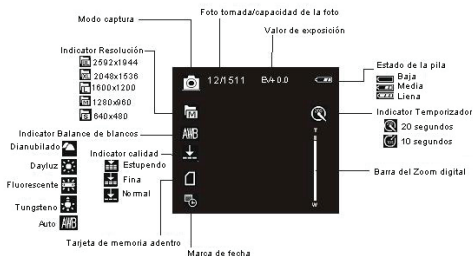 Foto tomada/capacidad de la foto
Modo captura
Valor de exposición
Indicator Resolución
2592x1944
2048x1536
1600x1200
1280x960
640x480
12/1511
EV+0.0
Estado de la pila
Baja
Media
Liena
Indicator Temporizador
20 segundos
10 segundos
M
AWB
T
W
Indicator Balance de blancos
Dianubilado
Dayluz
Fluorescente
Tungsteno
Auto AWB
Indicator calidad
Estupendo
Fina
Normal
Barra del Zoom digital
Tarjeta de memoria adentro
Marca de fecha